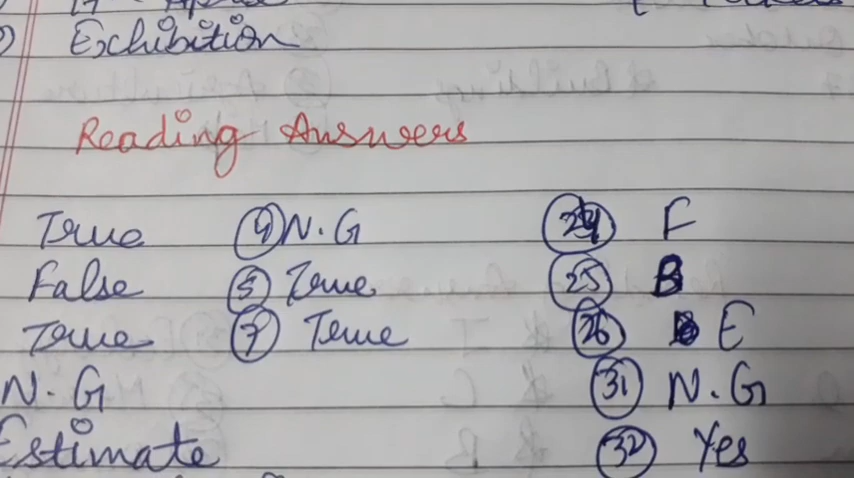 Exhibition
Reading Answers
True 4 N.G 24 F
False 5 True 25 B
True 7 True 26 E
N.G 31 N.G
Estimate 32 Yes